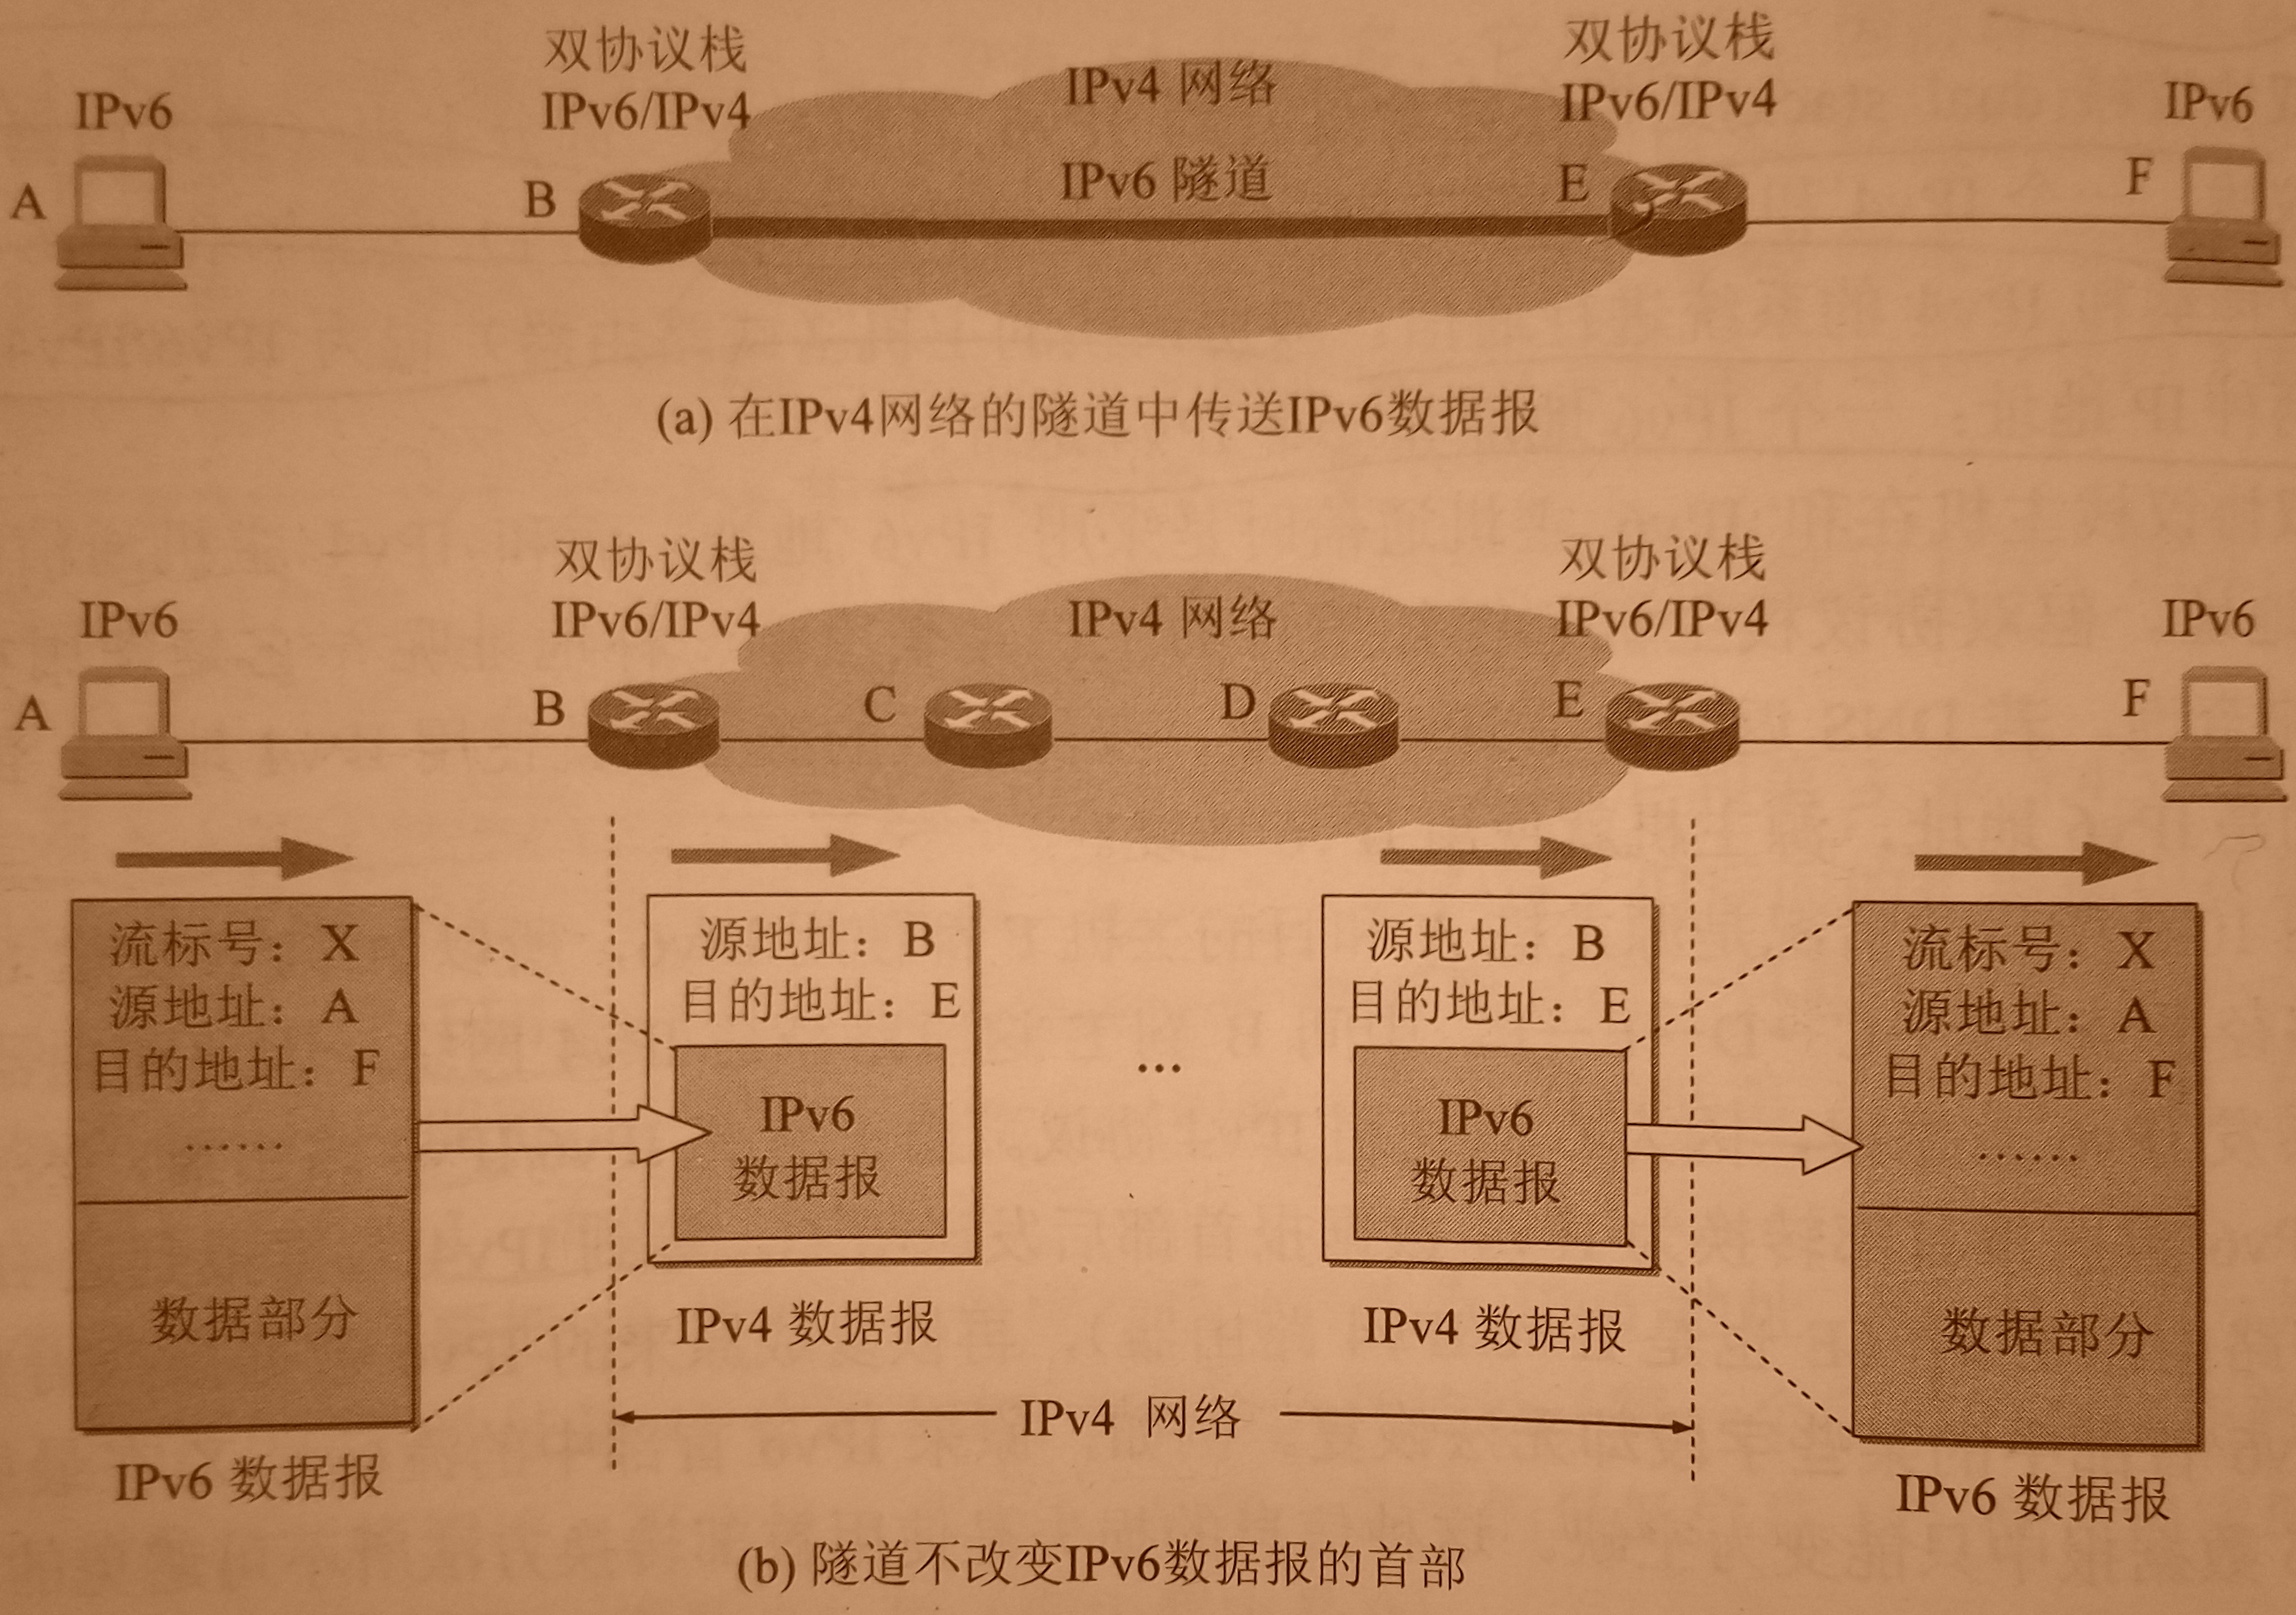 双协议栈
IPv6/IPv4
双协议栈
IPv6/IPv4
IPv4 网络
IPv6
IPv6
IPv6 隧道
A
B
E
F
(a) 在IPv4网络的隧道中传送IPv6数据报
双协议栈
IPv6/IPv4
双协议栈
IPv6/IPv4
IPv4 网络
IPv6
IPv6
A
B
C
D
E
F
流标号：X
源地址：A
目的地址：F
……
数据部分
IPv6 数据报
源地址：B
目的地址：E
IPv6
数据报
IPv4 数据报
…
源地址：B
目的地址：E
IPv6
数据报
IPv4 数据报
流标号：X
源地址：A
目的地址：F
……
数据部分
IPv6 数据报
IPv4 网络
(b) 隧道不改变IPv6数据报的首部